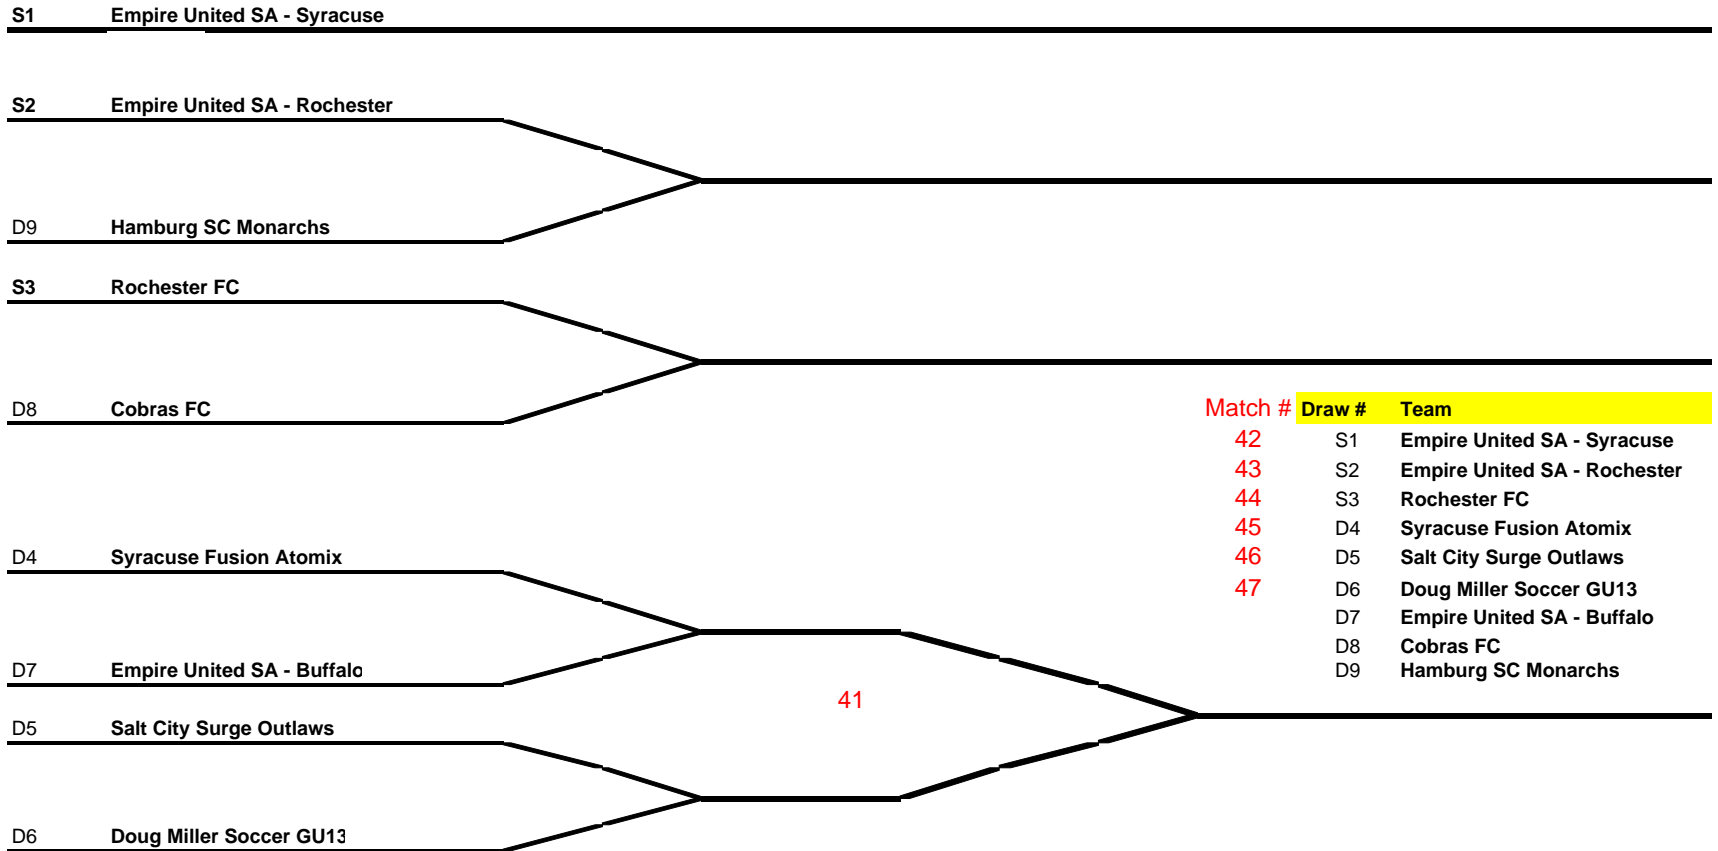 S1 Empire United SA - Syracuse
S2 Empire United SA - Rochester
D9 Hamburg SC Monarchs
S3 Rochester FC
D8 Cobras FC
Match # Draw # Team
42 S1 Empire United SA - Syracuse
43 S2 Empire United SA - Rochester
44 S3 Rochester FC
45 D4 Syracuse Fusion Atomix
46 D5 Salt City Surge Outlaws
47 D6 Doug Miller Soccer GU13
D7 Empire United SA - Buffalo
D8 Cobras FC
D9 Hamburg SC Monarchs
D4 Syracuse Fusion Atomix
D7 Empire United SA - Buffalo
41
D5 Salt City Surge Outlaws
D6 Doug Miller Soccer GU13